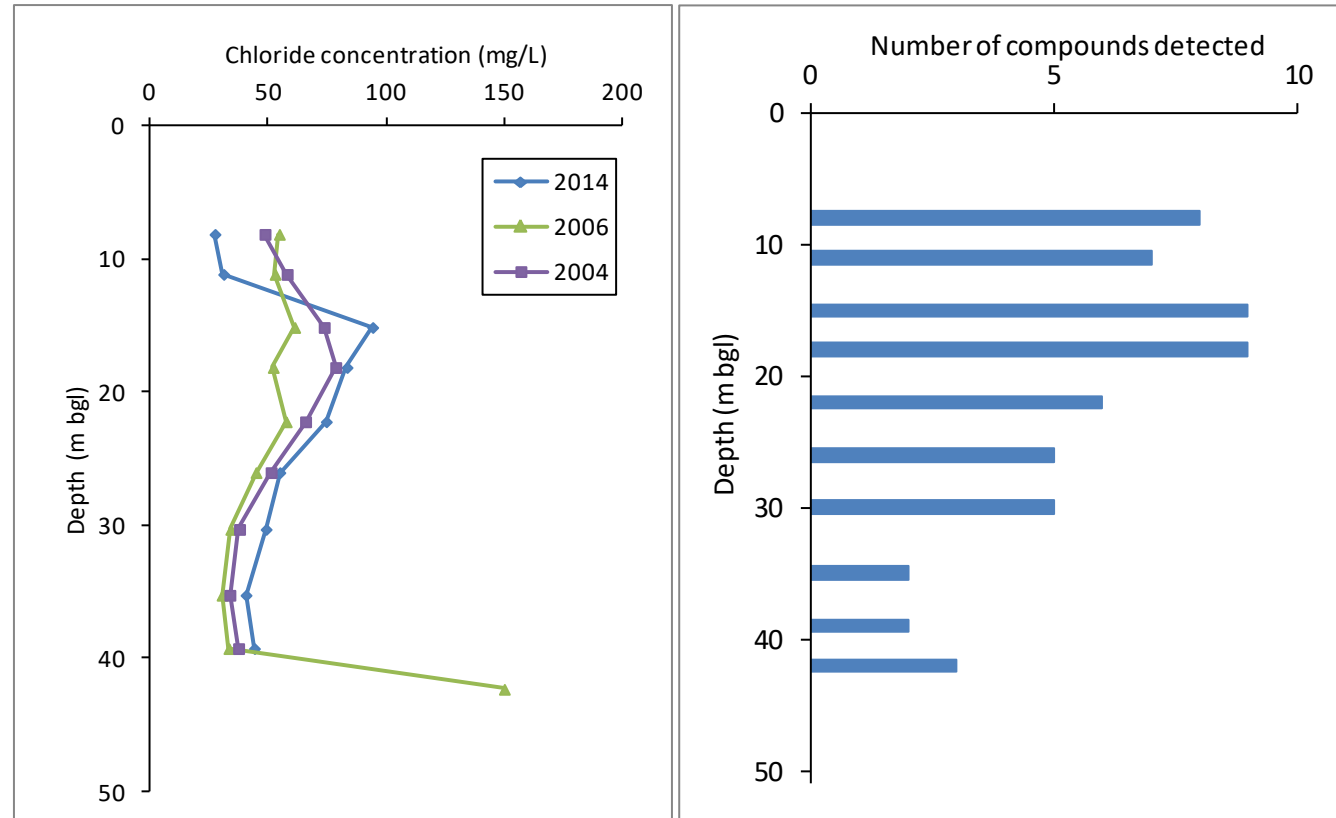 Chloride concentration (mg/L)
0 50 100 150 200
0
10
20
30
40
50
Depth (m bgl)
2014
2006
2004
Number of compounds detected
0 5 10
0
10
20
30
40
50
Depth (m bgl)